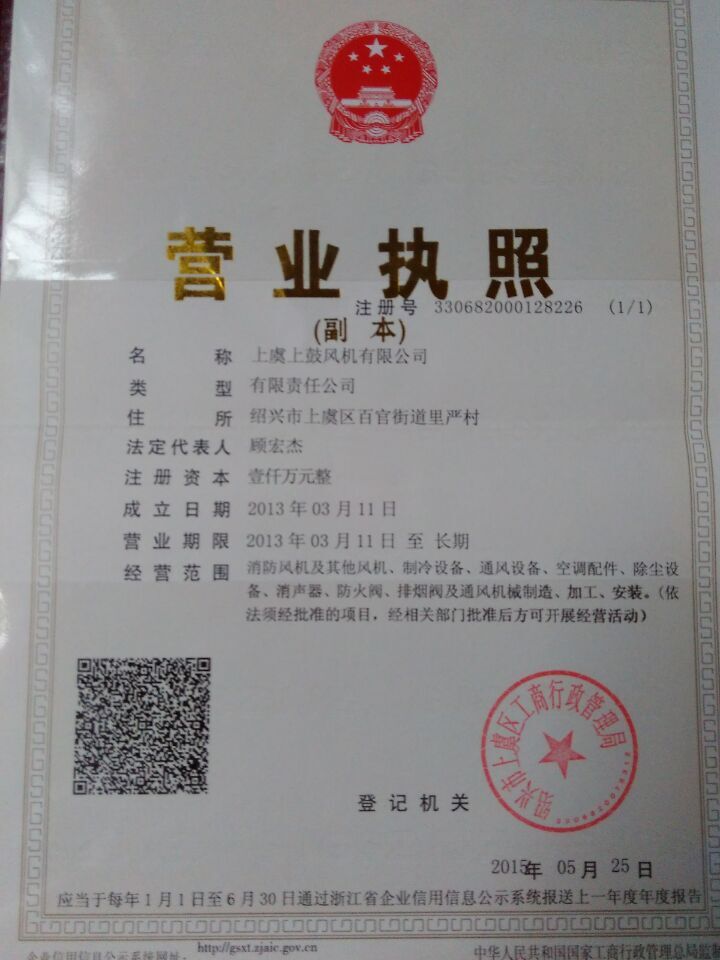 营业执照
注册号 330682000128226 (1/1)
(副 本)
名称 上虞上鼓风机有限公司
类型 有限责任公司
住所 绍兴市上虞区百官街道里严村
法定代表人 顾宏杰
注册资本 壹仟万元整
成立日期 2013年03月11日
营业期限 2013年03月11日至 长期
经营范围 消防风机及其他风机、制冷设备、通风设备、空调配件、除尘设
备、消声器、防火阀、排烟阀及通风机械制造、加工、安装。(依
法须经批准的项目，经相关部门批准后方可开展经营活动)
绍兴市上虞区工商行政管理局
登记机关
2015年 05月 25日
应当于每年1月1日至6月30日通过浙江省企业信用信息公示系统报送上一年度年度报告
企业信用信息公示系统网址： http://gsxt.zjaic.gov.cn
中华人民共和国国家工商行政管理总局监制